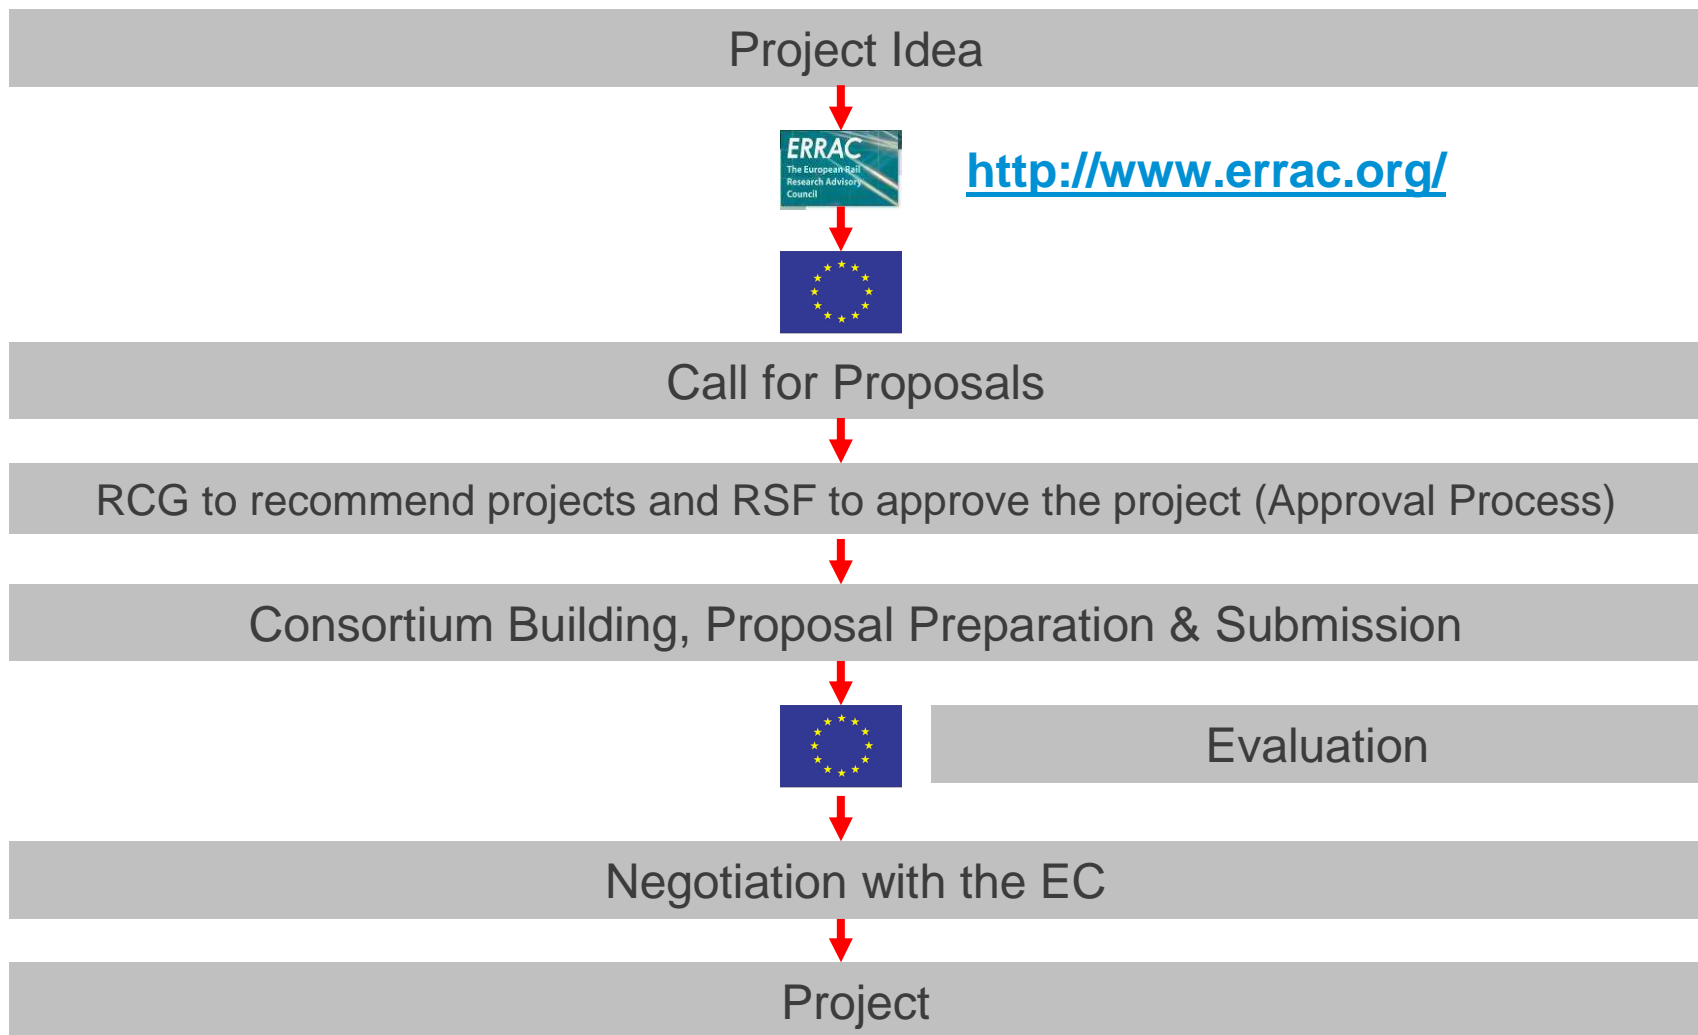 Project Idea
ERRAC
The European Rail
Research Advisory
Council
http://www.errac.org/
Call for Proposals
RCG to recommend projects and RSF to approve the project (Approval Process)
Consortium Building, Proposal Preparation & Submission
Evaluation
Negotiation with the EC
Project